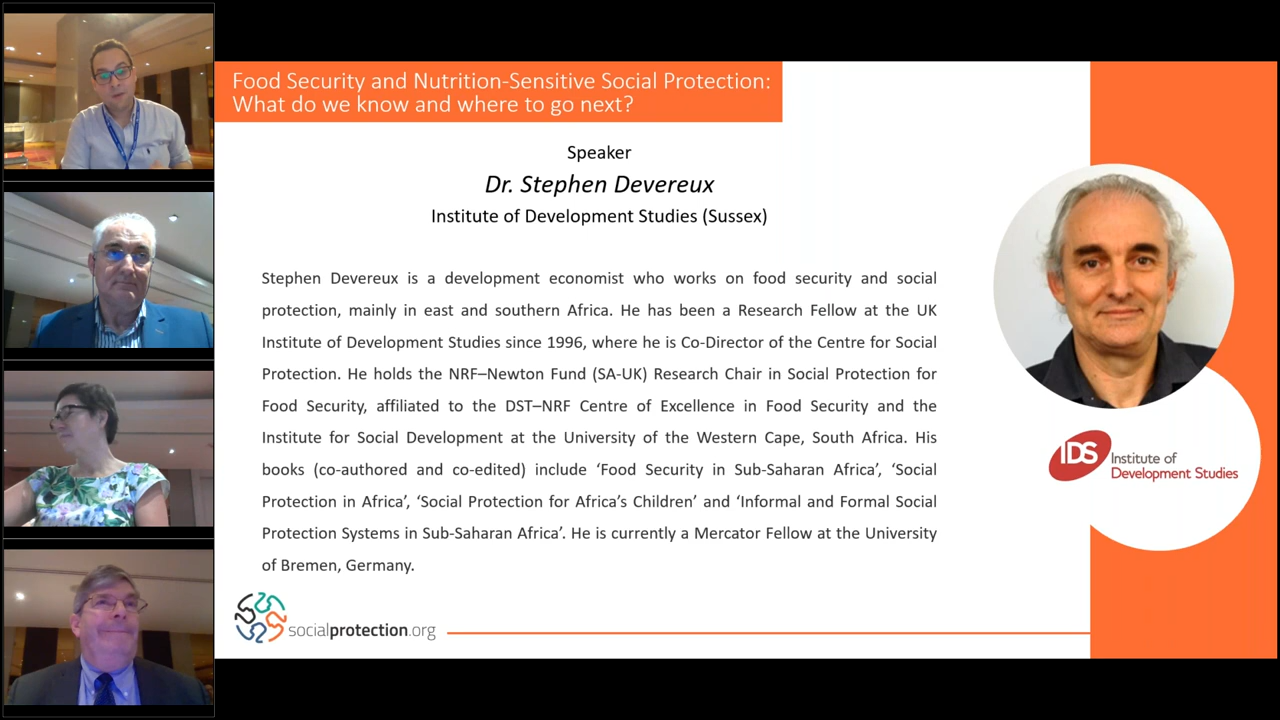 Food Security and Nutrition-Sensitive Social Protection:
What do we know and where to go next?
Speaker
Dr. Stephen Devereux
Institute of Development Studies (Sussex)
Stephen Devereux is a development economist who works on food security and social
protection, mainly in east and southern Africa. He has been a Research Fellow at the UK
Institute of Development Studies since 1996, where he is Co-Director of the Centre for Social
Protection. He holds the NRF–Newton Fund (SA-UK) Research Chair in Social Protection for
Food Security, affiliated to the DST–NRF Centre of Excellence in Food Security and the
Institute for Social Development at the University of the Western Cape, South Africa. His
books (co-authored and co-edited) include ‘Food Security in Sub-Saharan Africa’, ‘Social
Protection in Africa’, ‘Social Protection for Africa’s Children’ and ‘Informal and Formal Social
Protection Systems in Sub-Saharan Africa’. He is currently a Mercator Fellow at the University
of Bremen, Germany.
IDS Institute of
Development Studies
socialprotection.org